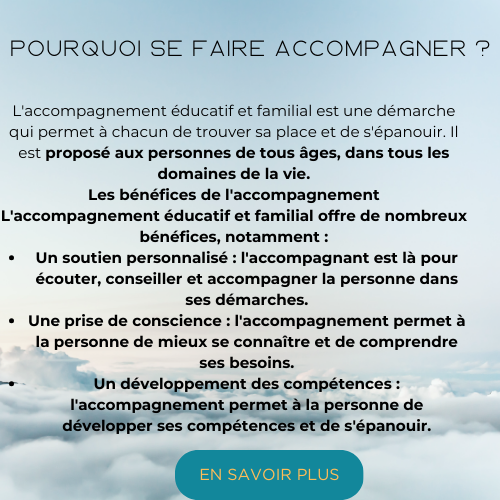 POURQUOI SE FAIRE ACCOMPAGNER ?
L'accompagnement éducatif et familial est une démarche
qui permet à chacun de trouver sa place et de s'épanouir. Il
est proposé aux personnes de tous âges, dans tous les
domaines de la vie.
Les bénéfices de l'accompagnement
L'accompagnement éducatif et familial offre de nombreux
bénéfices, notamment :
• Un soutien personnalisé : l'accompagnant est là pour
écouter, conseiller et accompagner la personne dans
ses démarches.
• Une prise de conscience : l'accompagnement permet à
la personne de mieux se connaître et de comprendre
ses besoins.
• Un développement des compétences :
l'accompagnement permet à la personne de
développer ses compétences et de s'épanouir.
EN SAVOIR PLUS